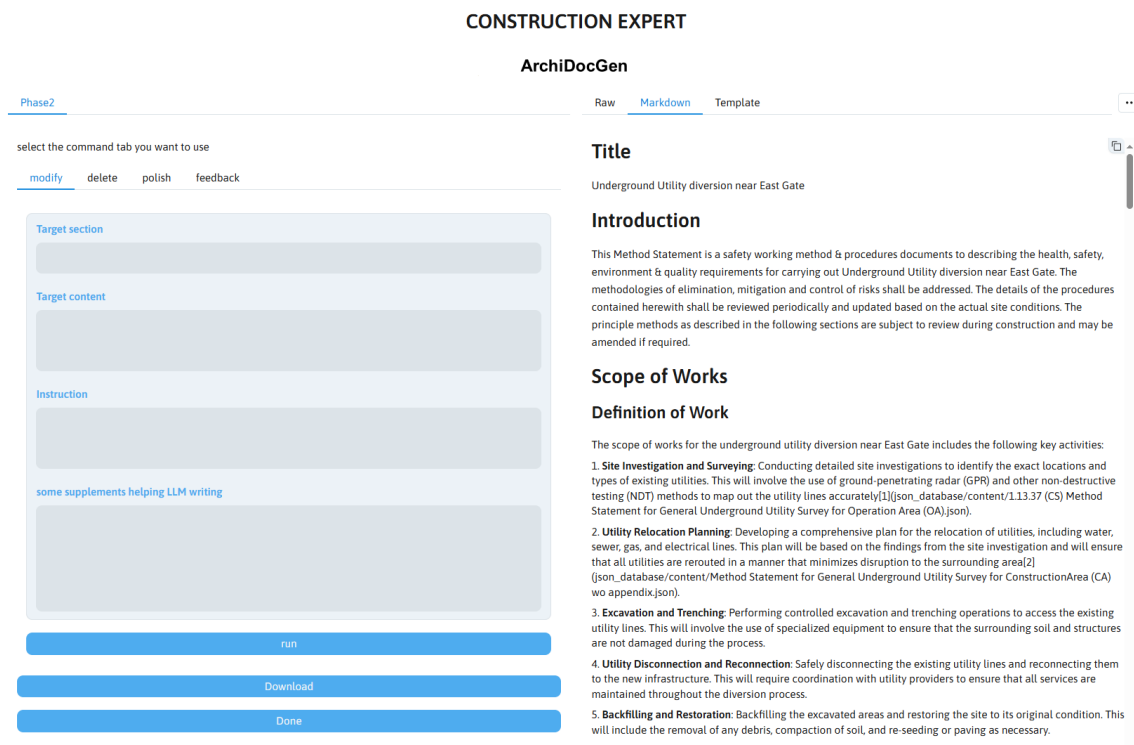 CONSTRUCTION EXPERT
ArchiDocGen
Phase2
select the command tab you want to use
modify delete polish feedback
Target section
Target content
Instruction
some supplements helping LLM writing
run
Download
Done
Raw Markdown Template
Title
Underground Utility diversion near East Gate
Introduction
This Method Statement is a safety working method & procedures documents to describing the health, safety,
environment & quality requirements for carrying out Underground Utility diversion near East Gate. The
methodologies of elimination, mitigation and control of risks shall be addressed. The details of the procedures
contained herewith shall be reviewed periodically and updated based on the actual site conditions. The
principle methods as described in the following sections are subject to review during construction and may be
amended if required.
Scope of Works
Definition of Work
The scope of works for the underground utility diversion near East Gate includes the following key activities:
1. Site Investigation and Surveying: Conducting detailed site investigations to identify the exact locations and
types of existing utilities. This will involve the use of ground-penetrating radar (GPR) and other non-destructive
testing (NDT) methods to map out the utility lines accurately[1](json_database/content/1.13.37 (CS) Method
Statement for General Underground Utility Survey for Operation Area (OA).json).
2. Utility Relocation Planning: Developing a comprehensive plan for the relocation of utilities, including water,
sewer, gas, and electrical lines. This plan will be based on the findings from the site investigation and will ensure
that all utilities are rerouted in a manner that minimizes disruption to the surrounding area[2]
(json_database/content/Method Statement for General Underground Utility Survey for ConstructionArea (CA)
wo appendix.json).
3. Excavation and Trenching: Performing controlled excavation and trenching operations to access the existing
utility lines. This will involve the use of specialized equipment to ensure that the surrounding soil and structures
are not damaged during the process.
4. Utility Disconnection and Reconnection: Safely disconnecting the existing utility lines and reconnecting them
to the new infrastructure. This will require coordination with utility providers to ensure that all services are
maintained throughout the diversion process.
5. Backfilling and Restoration: Backfilling the excavated areas and restoring the site to its original condition. This
will include the removal of any debris, compaction of soil, and re-seeding or paving as necessary.